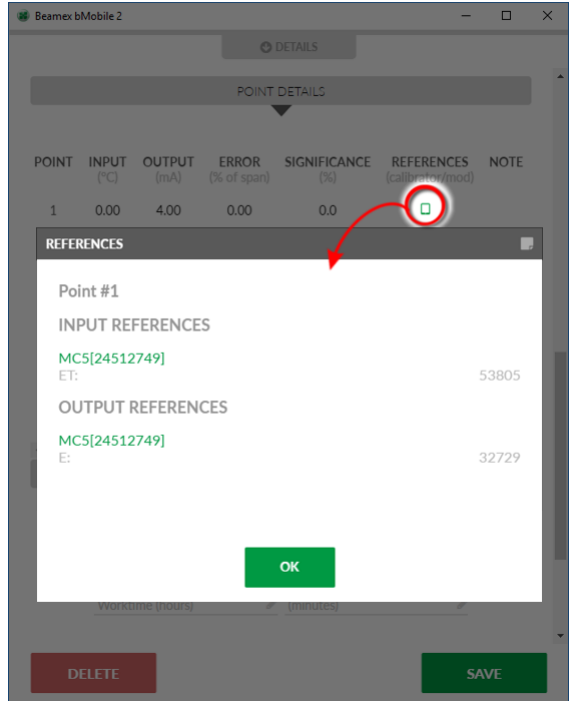 Beamex bMobile 2
DETAILS
POINT DETAILS
POINT INPUT OUTPUT ERROR SIGNIFICANCE REFERENCES NOTE
(°C) (mA) (% of span) (%) (calibrator/mod)
1 0.00 4.00 0.00 0.0
REFERENCES
Point #1
INPUT REFERENCES
MC5[24512749]
ET: 53805
OUTPUT REFERENCES
MC5[24512749]
E: 32729
OK
Worktime (hours) (minutes)
DELETE SAVE